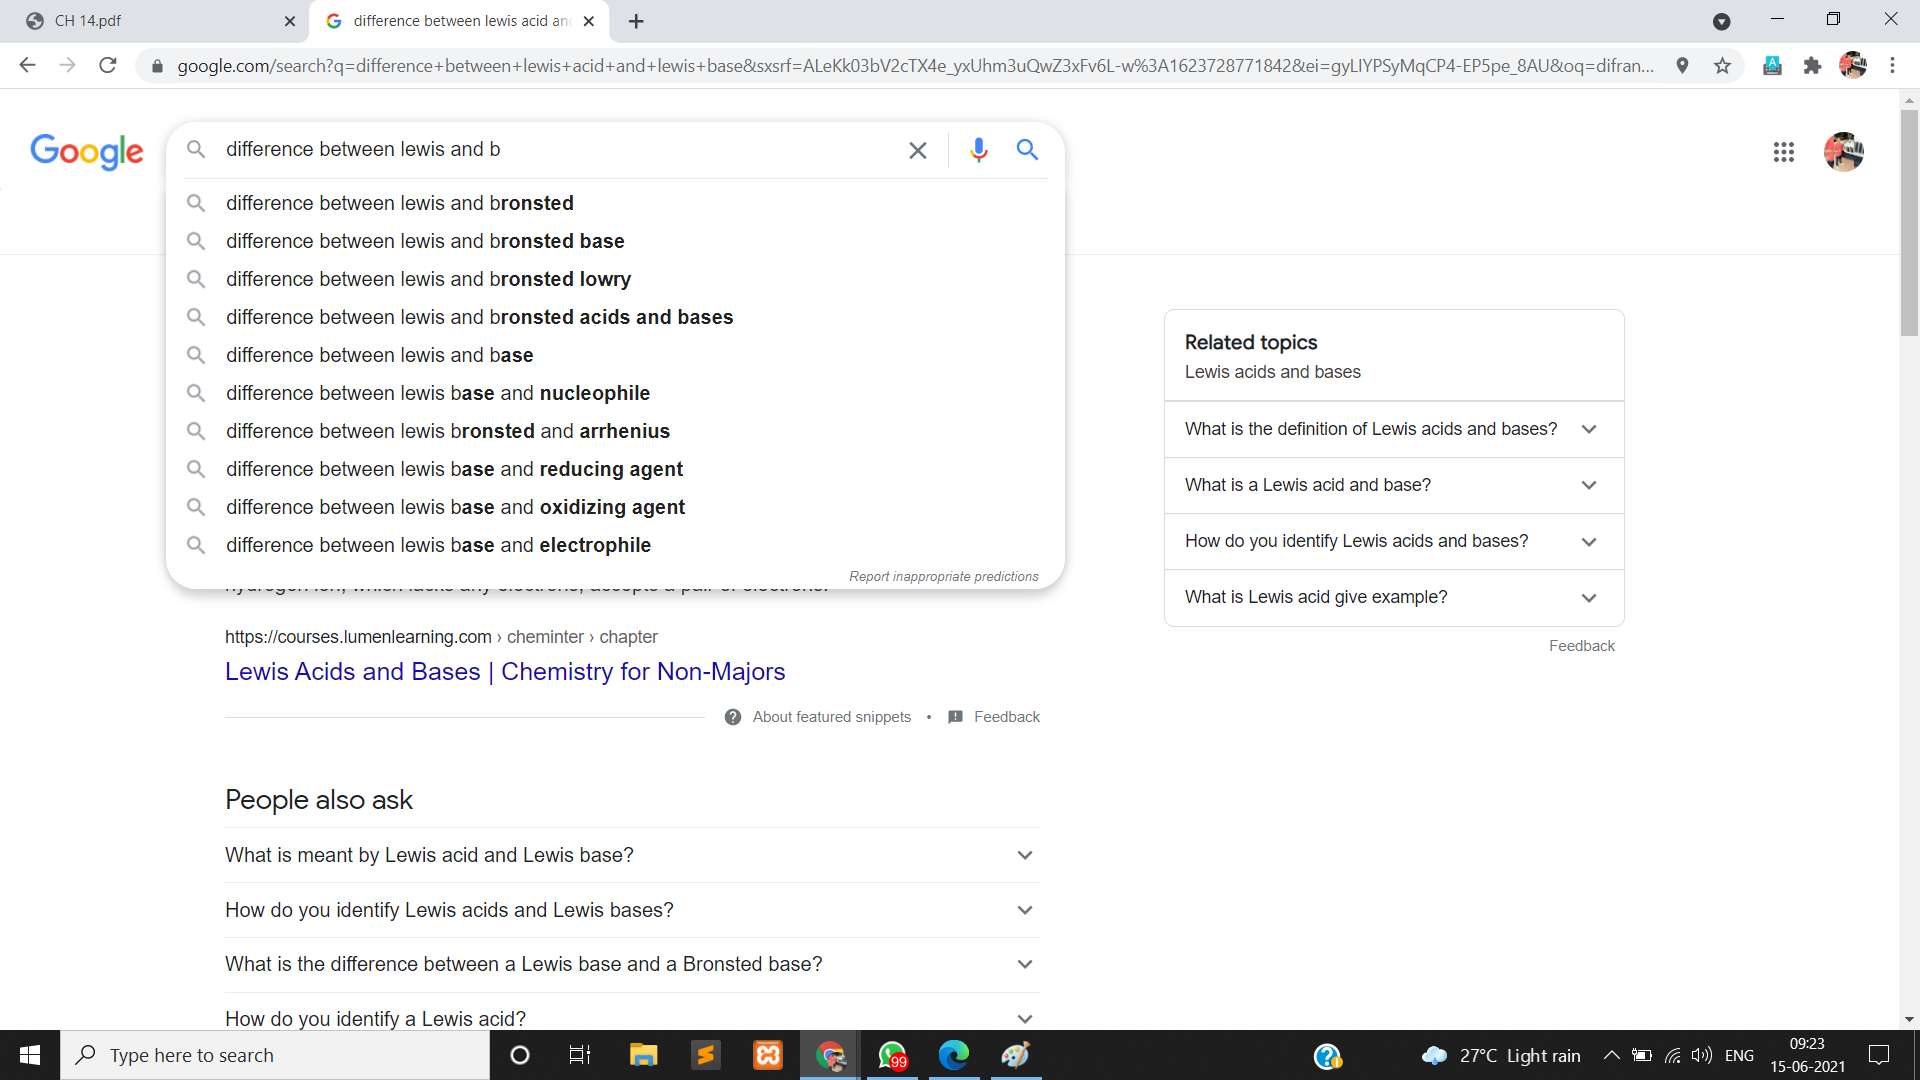 CH 14.pdf
difference between lewis acid an
google.com/search?q=difference+between+lewis+acid+and+lewis+base&sxsrf=ALeKk03bV2cTX4e_yxUhm3uQwZ3xFv6L-w%3A1623728771842&ei=gyLIYPSyMqCP4-EP5pe_8AU&oq=difran...
Google
difference between lewis and b
difference between lewis and bronsted
difference between lewis and bronsted base
difference between lewis and bronsted lowry
difference between lewis and bronsted acids and bases
difference between lewis and base
difference between lewis base and nucleophile
difference between lewis bronsted and arrhenius
difference between lewis base and reducing agent
difference between lewis base and oxidizing agent
difference between lewis base and electrophile
Report inappropriate predictions
https://courses.lumenlearning.com › cheminter › chapter
Lewis Acids and Bases | Chemistry for Non-Majors
About featured snippets • Feedback
People also ask
What is meant by Lewis acid and Lewis base?
How do you identify Lewis acids and Lewis bases?
What is the difference between a Lewis base and a Bronsted base?
How do you identify a Lewis acid?
Related topics
Lewis acids and bases
What is the definition of Lewis acids and bases?
What is a Lewis acid and base?
How do you identify Lewis acids and bases?
What is Lewis acid give example?
Feedback
Type here to search
99
27°C Light rain
ENG
09:23
15-06-2021